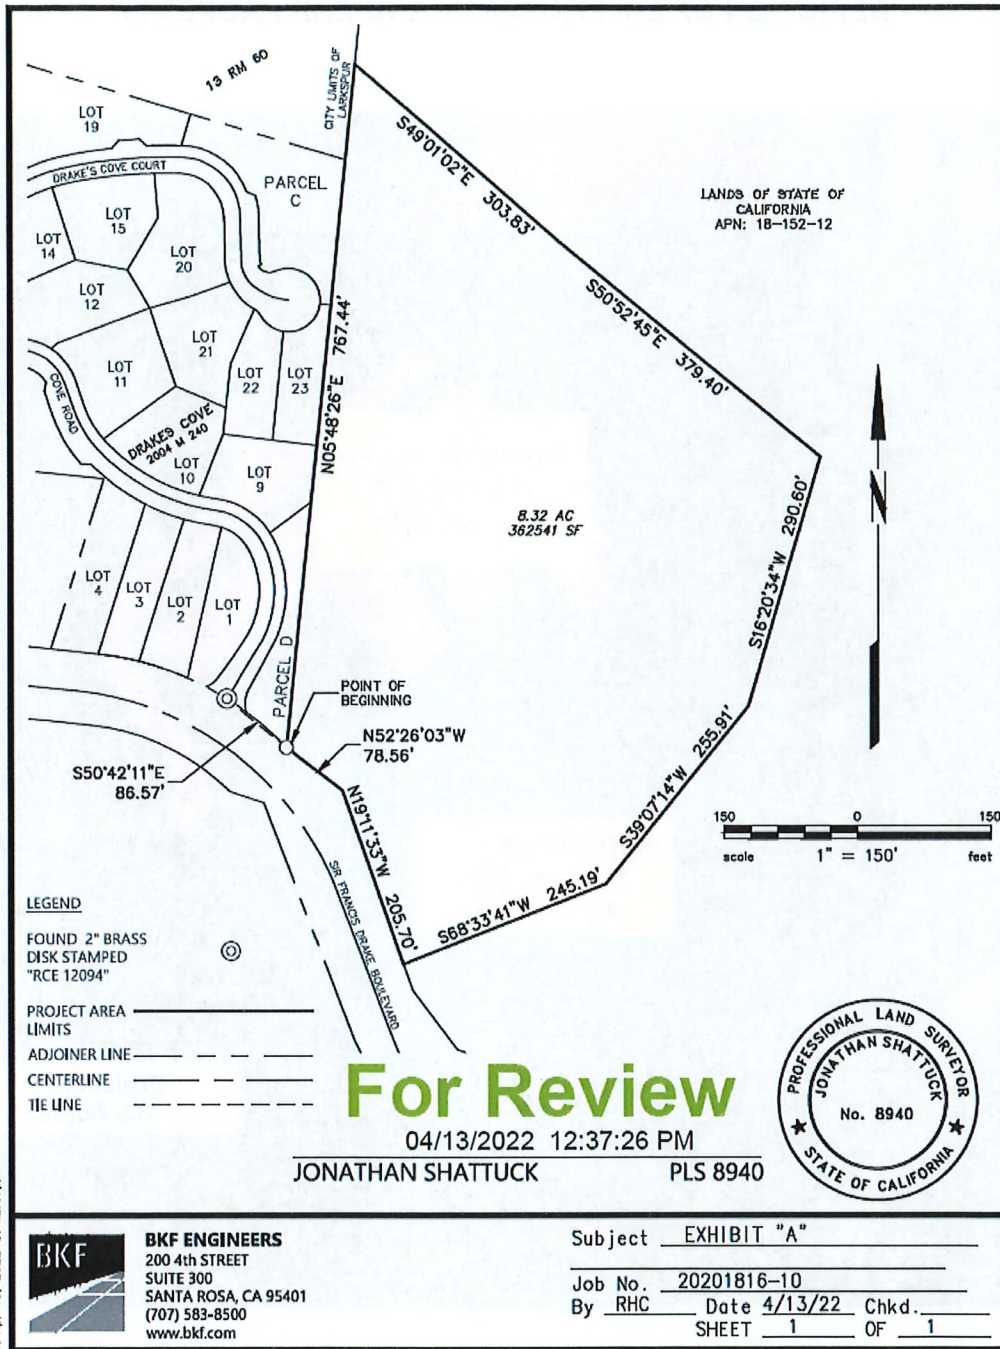 13 RM 60
CITY LIMITS OF
LARKSPUR
LOT
19
DRAKE'S COVE COURT
PARCEL
C
LOT
15
LOT
14
LOT
20
LOT
12
LOT
21
LOT
11
LOT
22
LOT
23
COVE ROAD
DRAKES COVE
2004 M 240
LOT
10
LOT
9
LOT
4
LOT
3
LOT
2
LOT
1
PARCEL D
N05°48'26"E 767.44'
S49°01'02"E 303.83'
S50°52'45"E 379.40'
LANDS OF STATE OF
CALIFORNIA
APN: 18-152-12
8.32 AC
362541 SF
S16°20'34"W 290.60'
N
POINT OF
BEGINNING
N52°26'03"W
78.56'
S50°42'11"E
86.57'
N19°11'33"W 205.70'
S39°07'14"W 255.91'
S68°33'41"W 245.19'
SIR FRANCIS DRAKE BOULEVARD
150 0 150
scale 1" = 150' feet
LEGEND
FOUND 2" BRASS
DISK STAMPED
"RCE 12094"
PROJECT AREA
LIMITS
ADJOINER LINE
CENTERLINE
TIE LINE
For Review
04/13/2022 12:37:26 PM
JONATHAN SHATTUCK PLS 8940
PROFESSIONAL LAND SURVEYOR
JONATHAN SHATTUCK
No. 8940
STATE OF CALIFORNIA
BKF
BKF ENGINEERS
200 4th STREET
SUITE 300
SANTA ROSA, CA 95401
(707) 583-8500
www.bkf.com
Subject EXHIBIT "A"
Job No. 20201816-10
By RHC Date 4/13/22 Chkd.
SHEET 1 OF 1